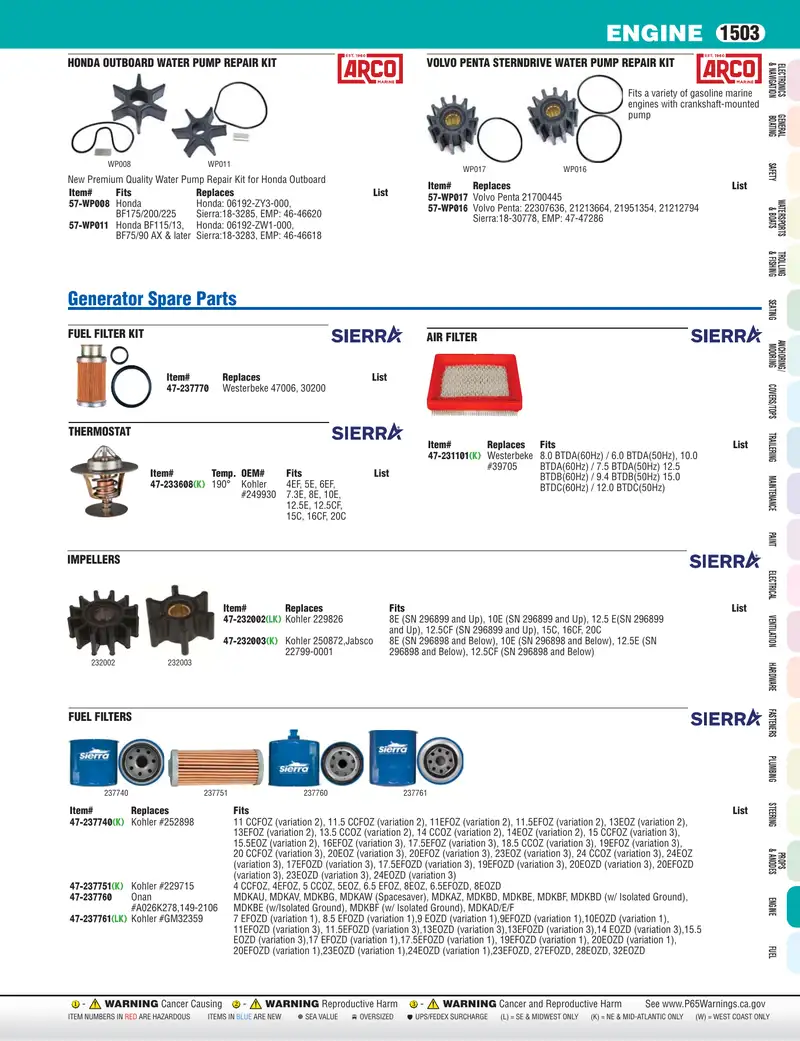 ENGINE 1503
HONDA OUTBOARD WATER PUMP REPAIR KIT
EST. 1960
ARCO
MARINE
WP008
WP011
New Premium Quality Water Pump Repair Kit for Honda Outboard
Item# Fits Replaces List
57-WP008 Honda Honda: 06192-ZY3-000,
BF175/200/225 Sierra:18-3285, EMP: 46-46620
57-WP011 Honda BF115/13, Honda: 06192-ZW1-000,
BF75/90 AX & later Sierra:18-3283, EMP: 46-46618
VOLVO PENTA STERNDRIVE WATER PUMP REPAIR KIT
EST. 1960
ARCO
MARINE
Fits a variety of gasoline marine
engines with crankshaft-mounted
pump
WP017
WP016
Item# Replaces List
57-WP017 Volvo Penta 21700445
57-WP016 Volvo Penta: 22307636, 21213664, 21951354, 21212794
Sierra:18-30778, EMP: 47-47286
Generator Spare Parts
FUEL FILTER KIT
SIERRA
Item# Replaces List
47-237770 Westerbeke 47006, 30200
THERMOSTAT
SIERRA
Item# Temp. OEM# Fits List
47-233608(K) 190° Kohler 4EF, 5E, 6EF,
#249930 7.3E, 8E, 10E,
12.5E, 12.5CF,
15C, 16CF, 20C
AIR FILTER
SIERRA
Item# Replaces Fits List
47-231101(K) Westerbeke 8.0 BTDA(60Hz) / 6.0 BTDA(50Hz), 10.0
#39705 BTDA(60Hz) / 7.5 BTDA(50Hz) 12.5
BTDB(60Hz) / 9.4 BTDB(50Hz) 15.0
BTDC(60Hz) / 12.0 BTDC(50Hz)
IMPELLERS
SIERRA
232002
232003
Item# Replaces Fits List
47-232002(LK) Kohler 229826 8E (SN 296899 and Up), 10E (SN 296899 and Up), 12.5 E(SN 296899
and Up), 12.5CF (SN 296899 and Up), 15C, 16CF, 20C
47-232003(K) Kohler 250872,Jabsco 8E (SN 296898 and Below), 10E (SN 296898 and Below), 12.5E (SN
22799-0001 296898 and Below), 12.5CF (SN 296898 and Below)
FUEL FILTERS
SIERRA
sierra
sierra
sierra
237740
237751
237760
237761
Item# Replaces Fits List
47-237740(K) Kohler #252898 11 CCFOZ (variation 2), 11.5 CCFOZ (variation 2), 11EFOZ (variation 2), 11.5EFOZ (variation 2), 13EOZ (variation 2),
13EFOZ (variation 2), 13.5 CCOZ (variation 2), 14 CCOZ (variation 2), 14EOZ (variation 2), 15 CCFOZ (variation 3),
15.5EOZ (variation 2), 16EFOZ (variation 3), 17.5EFOZ (variation 3), 18.5 CCOZ (variation 3), 19EFOZ (variation 3),
20 CCFOZ (variation 3), 20EOZ (variation 3), 20EFOZ (variation 3), 23EOZ (variation 3), 24 CCOZ (variation 3), 24EOZ
(variation 3), 17EFOZD (variation 3), 17.5EFOZD (variation 3), 19EFOZD (variation 3), 20EOZD (variation 3), 20EFOZD
(variation 3), 23EOZD (variation 3), 24EOZD (variation 3)
47-237751(K) Kohler #229715 4 CCFOZ, 4EFOZ, 5 CCOZ, 5EOZ, 6.5 EFOZ, 8EOZ, 6.5EFOZD, 8EOZD
47-237760 Onan MDKAU, MDKAV, MDKBG, MDKAW (Spacesaver), MDKAZ, MDKBD, MDKBE, MDKBF, MDKBD (w/ Isolated Ground),
#A026K278,149-2106 MDKBE (w/Isolated Ground), MDKBF (w/ Isolated Ground), MDKAD/E/F
47-237761(LK) Kohler #GM32359 7 EFOZD (variation 1), 8.5 EFOZD (variation 1),9 EOZD (variation 1),9EFOZD (variation 1),10EOZD (variation 1),
11EFOZD (variation 3), 11.5EFOZD (variation 3),13EOZD (variation 3),13EFOZD (variation 3),14 EOZD (variation 3),15.5
EOZD (variation 3),17 EFOZD (variation 1),17.5EFOZD (variation 1), 19EFOZD (variation 1), 20EOZD (variation 1),
20EFOZD (variation 1),23EOZD (variation 1),24EOZD (variation 1),23EFOZD, 27EFOZD, 28EOZD, 32EOZD
ELECTRONICS
& NAVIGATION
GENERAL
BOATING
SAFETY
WATERSPORTS
& BOATS
TROLLING
& FISHING
SEATING
ANCHORING/
MOORING
COVERS/TOPS
TRAILERING
MAINTENANCE
PAINT
ELECTRICAL
VENTILATION
HARDWARE
FASTENERS
PLUMBING
STEERING
PROPS
& ANODES
ENGINE
FUEL
1 - WARNING Cancer Causing 2 - WARNING Reproductive Harm 3 - WARNING Cancer and Reproductive Harm See www.P65Warnings.ca.gov
ITEM NUMBERS IN RED ARE HAZARDOUS ITEMS IN BLUE ARE NEW SEA VALUE OVERSIZED UPS/FEDEX SURCHARGE (L) = SE & MIDWEST ONLY (K) = NE & MID-ATLANTIC ONLY (W) = WEST COAST ONLY